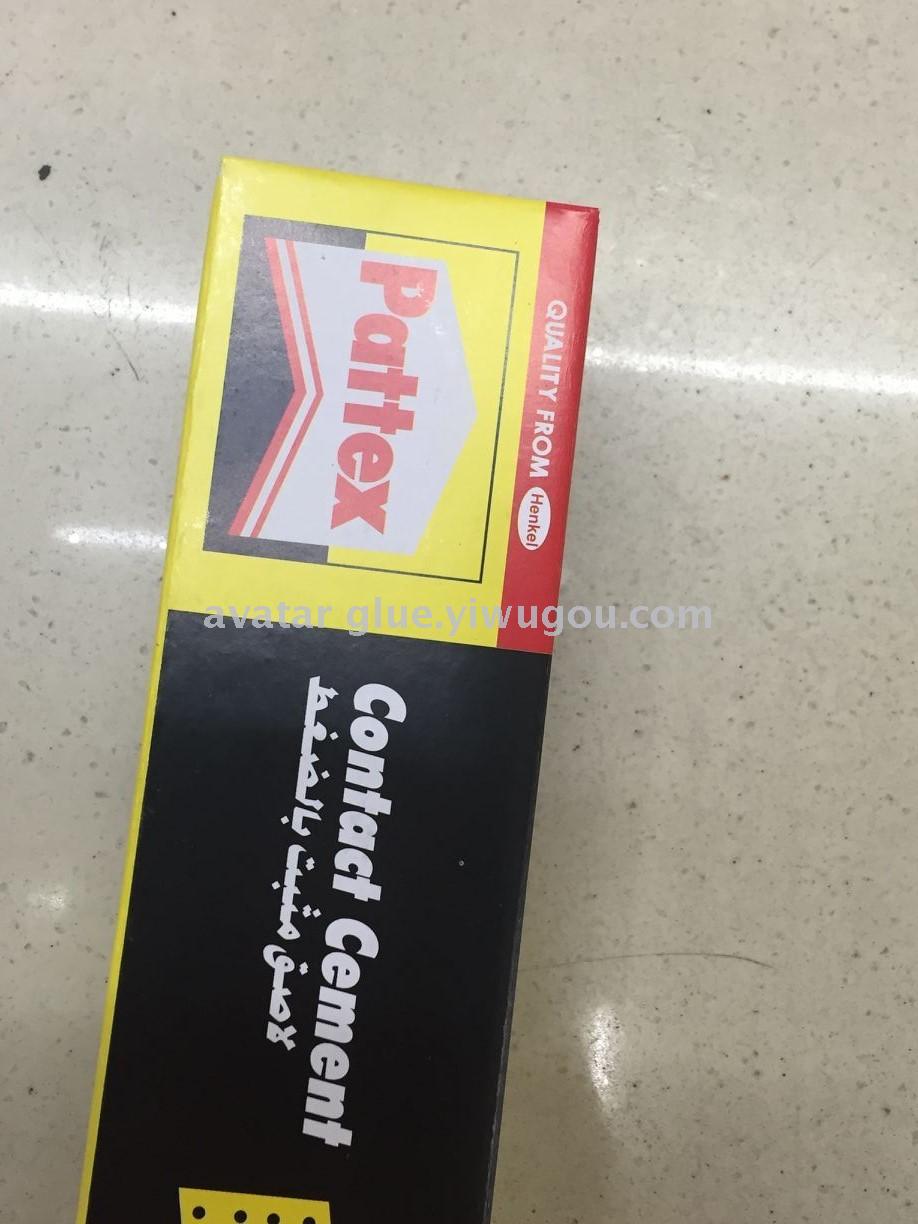 QUALITY FROM Henkel
Pattex
avatar glue.yiwugou.com
Contact Cement
لاصق مثبت بالضغط